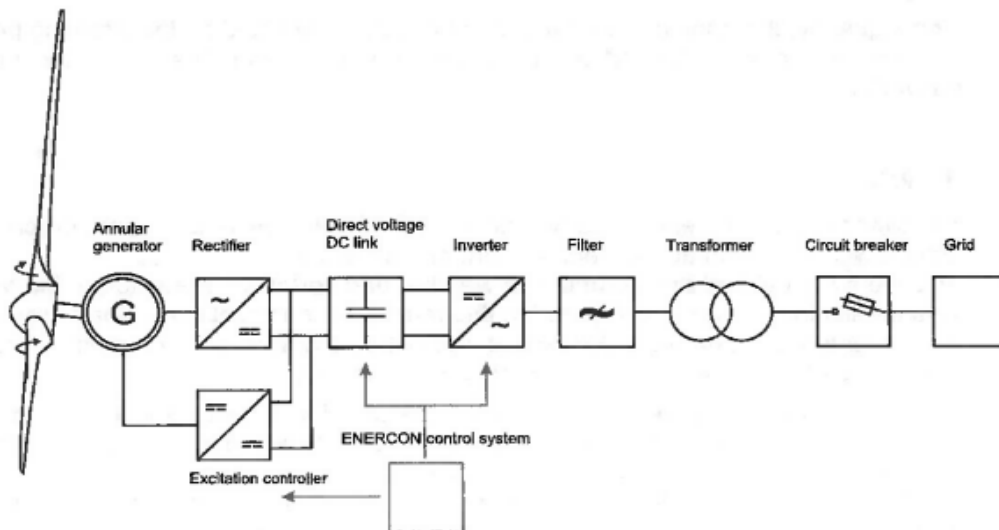 Annular
generator
Rectifier
Direct voltage
DC link
Inverter
Filter
Transformer
Circuit breaker
Grid
G
ENERCON control system
Excitation controller